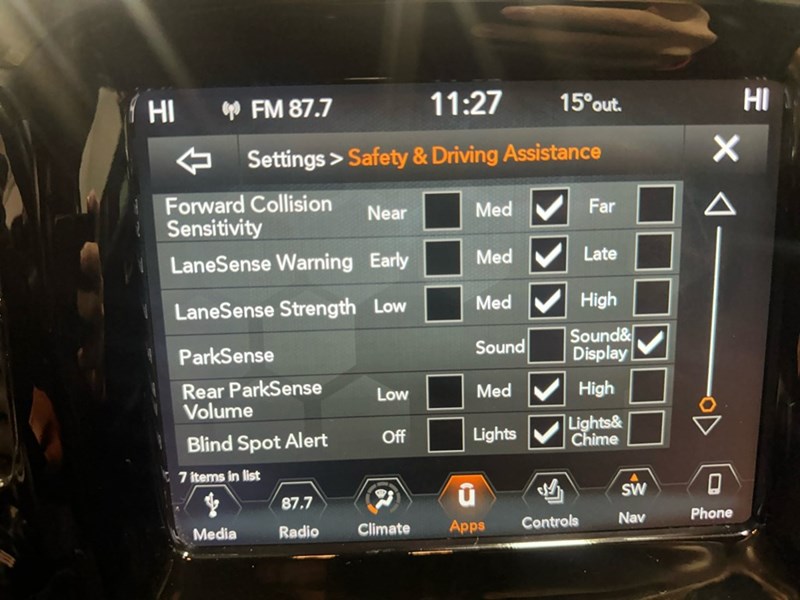 HI FM 87.7 11:27 15°out. HI
Settings > Safety & Driving Assistance
Forward Collision
Sensitivity Near Med Far
LaneSense Warning Early Med Late
LaneSense Strength Low Med High
ParkSense Sound Sound&
Display
Rear ParkSense
Volume Low Med High
Blind Spot Alert Off Lights Lights&
Chime
7 items in list
87.7 ū SW
Media Radio Climate Apps Controls Nav Phone